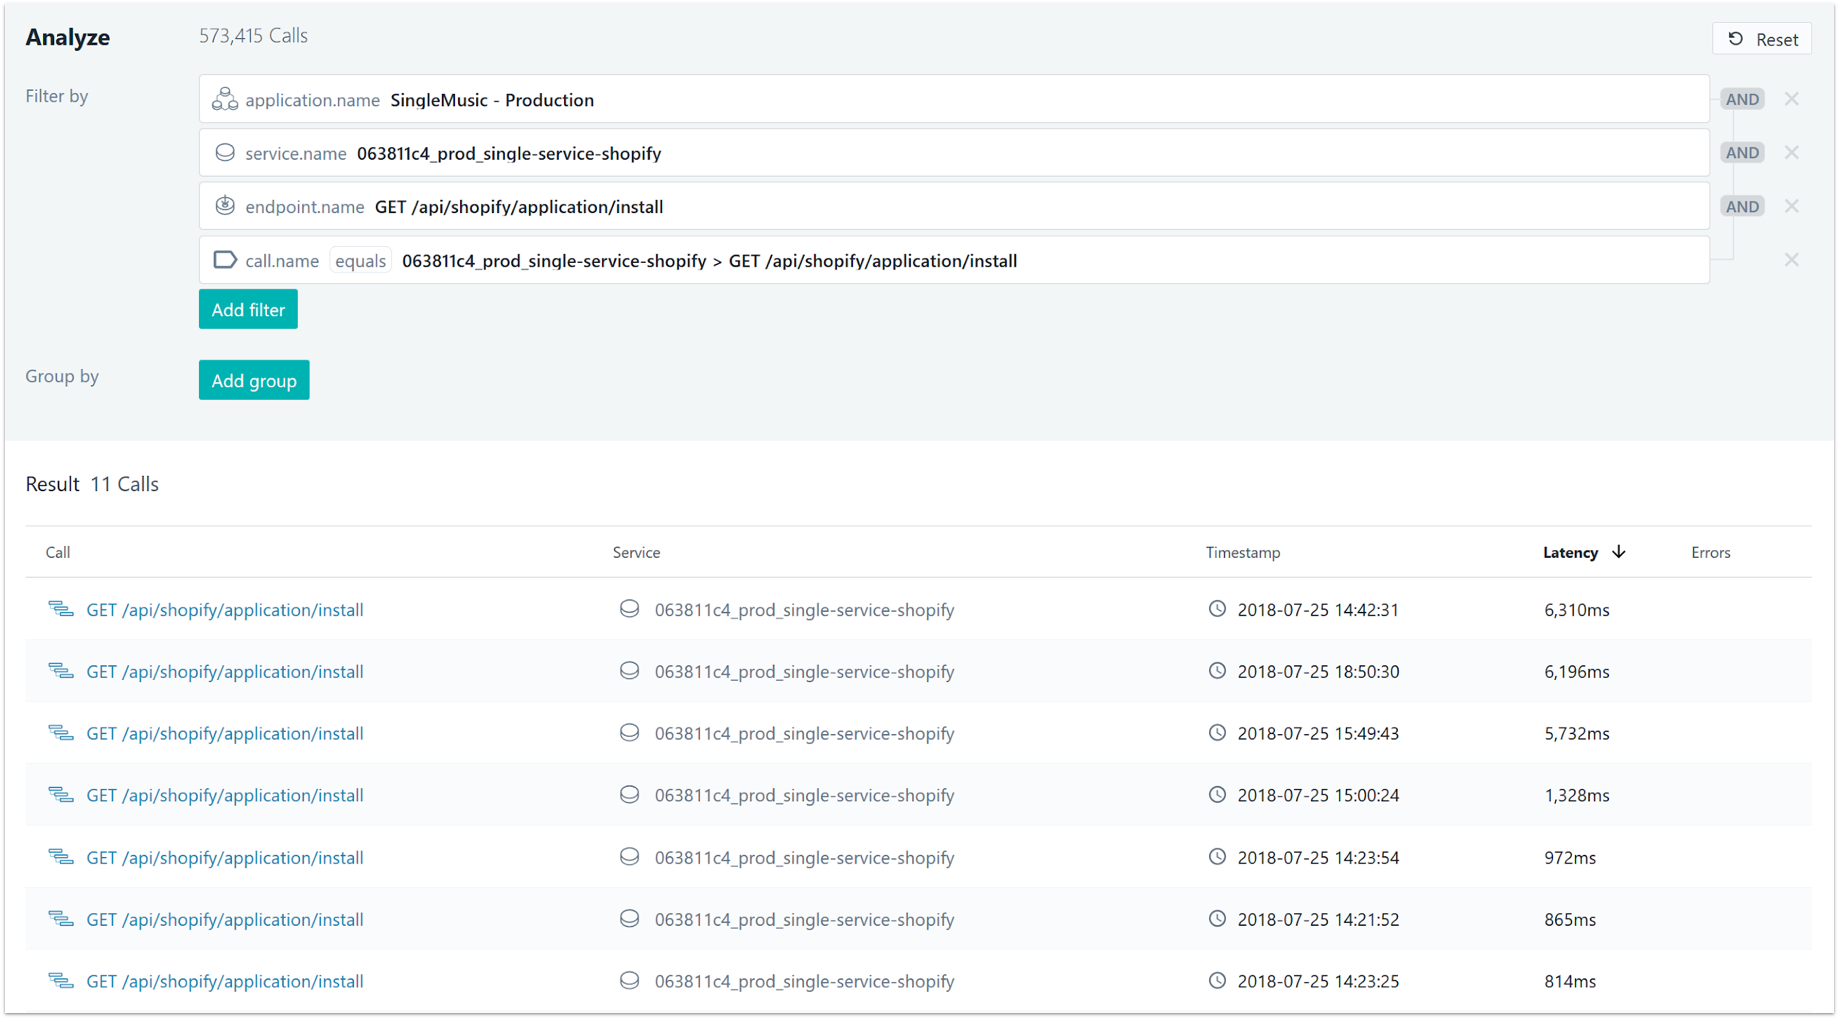 Analyze 573,415 Calls Reset
Filter by application.name SingleMusic - Production AND
service.name 063811c4_prod_single-service-shopify AND
endpoint.name GET /api/shopify/application/install AND
call.name equals 063811c4_prod_single-service-shopify > GET /api/shopify/application/install
Add filter
Group by Add group
Result 11 Calls
Call Service Timestamp Latency Errors
GET /api/shopify/application/install 063811c4_prod_single-service-shopify 2018-07-25 14:42:31 6,310ms
GET /api/shopify/application/install 063811c4_prod_single-service-shopify 2018-07-25 18:50:30 6,196ms
GET /api/shopify/application/install 063811c4_prod_single-service-shopify 2018-07-25 15:49:43 5,732ms
GET /api/shopify/application/install 063811c4_prod_single-service-shopify 2018-07-25 15:00:24 1,328ms
GET /api/shopify/application/install 063811c4_prod_single-service-shopify 2018-07-25 14:23:54 972ms
GET /api/shopify/application/install 063811c4_prod_single-service-shopify 2018-07-25 14:21:52 865ms
GET /api/shopify/application/install 063811c4_prod_single-service-shopify 2018-07-25 14:23:25 814ms